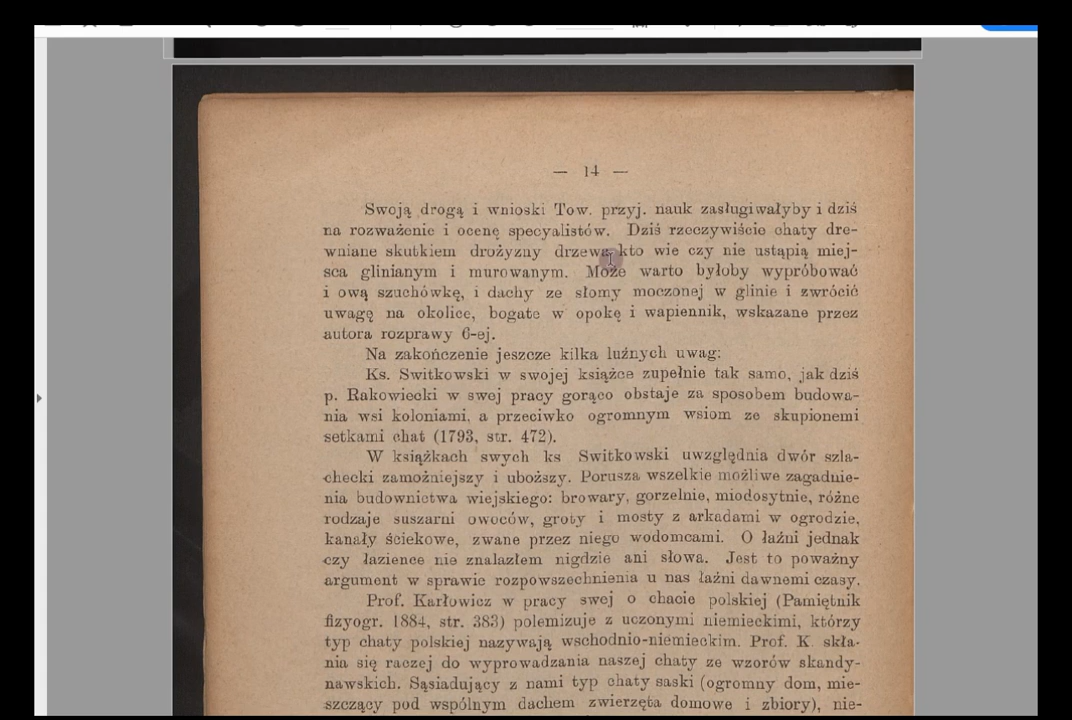 — 14 —
Swoją drogą i wnioski Tow. przyj. nauk zasługiwałyby i dziś
na rozważenie i ocenę specyalistów. Dziś rzeczywiście chaty dre-
wniane skutkiem drożyzny drzewa kto wie czy nie ustąpią miej-
sca glinianym i murowanym. Może warto byłoby wypróbować
i ową szuchówkę, i dachy ze słomy moczonej w glinie i zwrócić
uwagę na okolice, bogate w opokę i wapiennik, wskazane przez
autora rozprawy 6-ej.
Na zakończenie jeszcze kilka luźnych uwag:
Ks. Switkowski w swojej książce zupełnie tak samo, jak dziś
p. Rakowiecki w swej pracy gorąco obstaje za sposobem budowa-
nia wsi koloniami, a przeciwko ogromnym wsiom ze skupionemi
setkami chat (1793, str. 472).
W książkach swych ks Switkowski uwzględnia dwór szla-
checki zamożniejszy i uboższy. Porusza wszelkie możliwe zagadnie-
nia budownictwa wiejskiego: browary, gorzelnie, miodosytnie, różne
rodzaje suszarni owoców, groty i mosty z arkadami w ogrodzie,
kanały ściekowe, zwane przez niego wodomcami. O łaźni jednak
czy łazience nie znalazłem nigdzie ani słowa. Jest to poważny
argument w sprawie rozpowszechnienia u nas łaźni dawnemi czasy.
Prof. Karłowicz w pracy swej o chacie polskiej (Pamiętnik
fizyogr. 1884, str. 383) polemizuje z uczonymi niemieckimi, którzy
typ chaty polskiej nazywają wschodnio-niemieckim. Prof. K. skła-
nia się raczej do wyprowadzania naszej chaty ze wzorów skandy-
nawskich. Sąsiadujący z nami typ chaty saski (ogromny dom, mie-
szczący pod wspólnym dachem zwierzęta domowe i zbiory), nie-